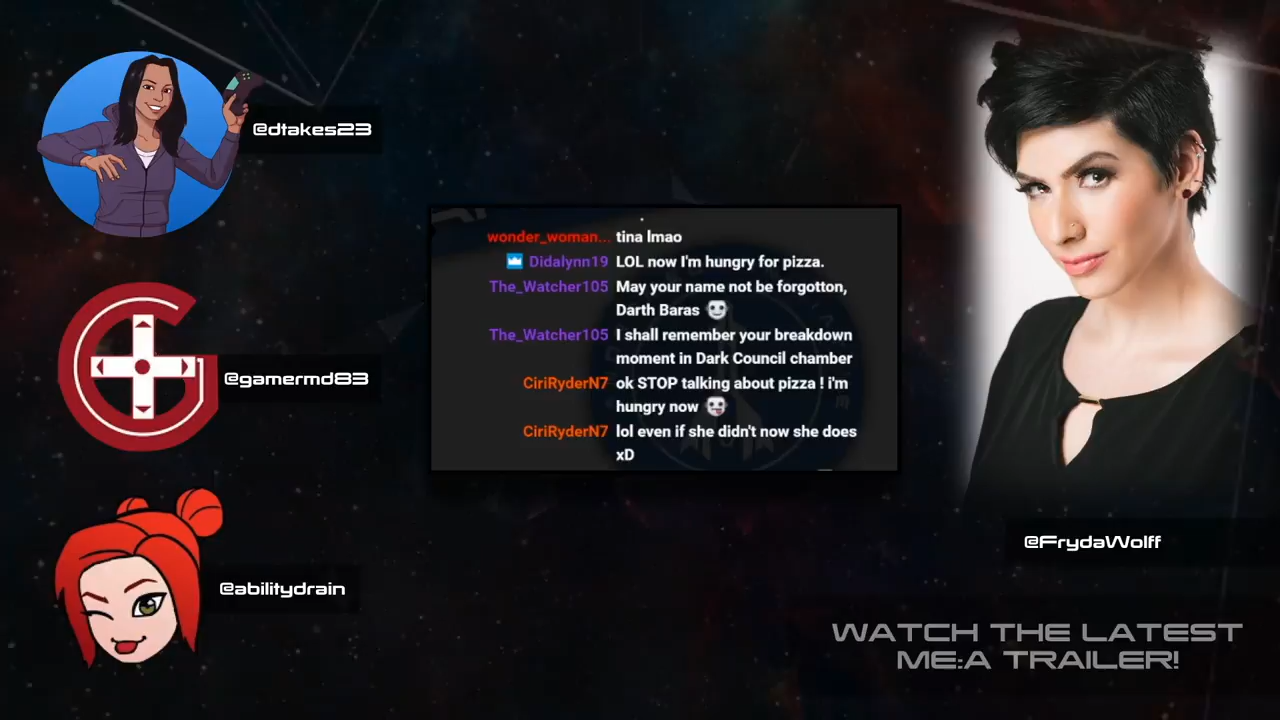 @dtakes23
@gamermd83
@abilitydrain
wonder_woman... tina lmao
Didalynn19 LOL now I'm hungry for pizza.
The_Watcher105 May your name not be forgotton,
Darth Baras
The_Watcher105 I shall remember your breakdown
moment in Dark Council chamber
CiriRyderN7 ok STOP talking about pizza ! i'm
hungry now
CiriRyderN7 lol even if she didn't now she does
xD
@FrydaWolff
WATCH THE LATEST
ME:A TRAILER!